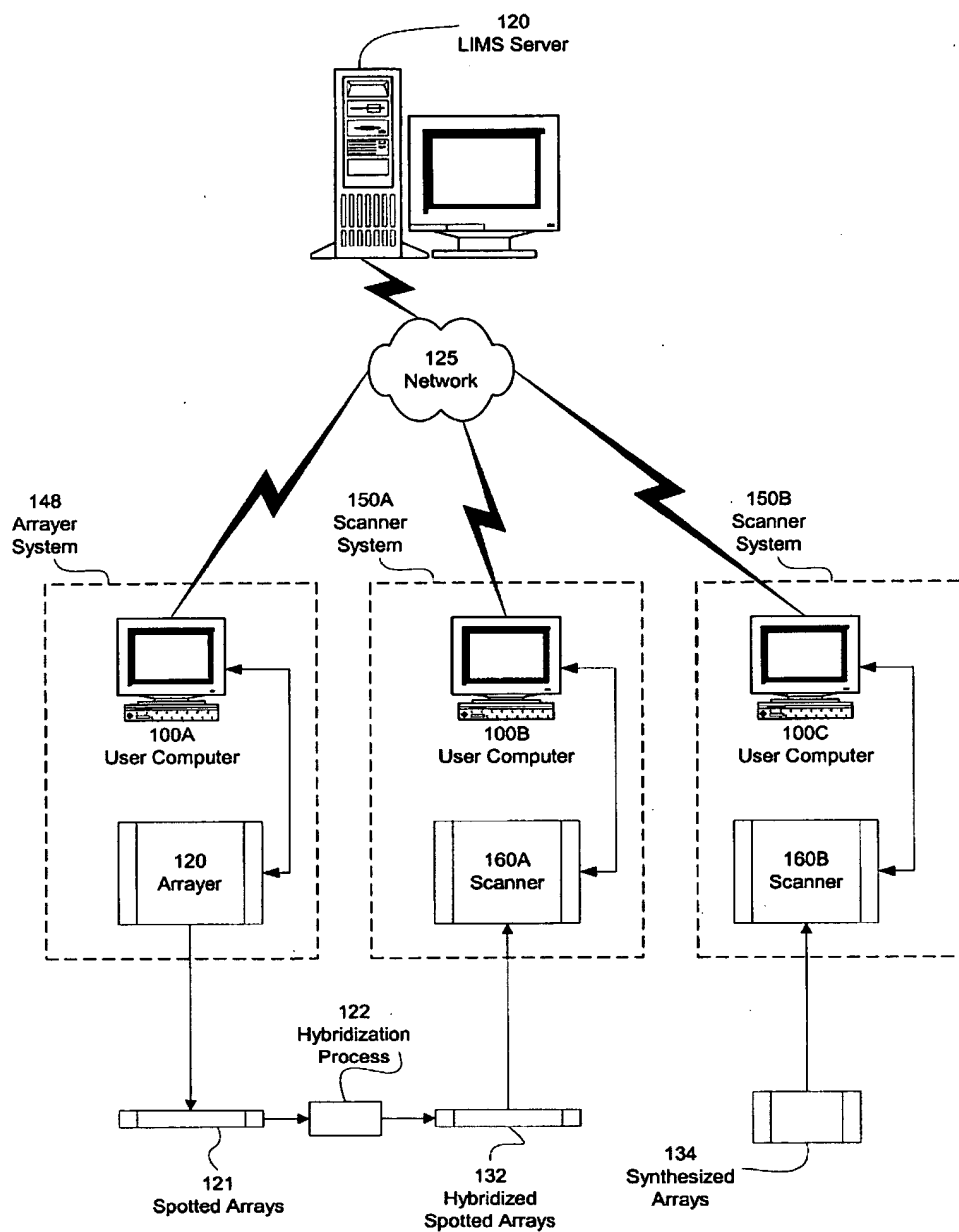 120
LIMS Server
125
Network
148
Arrayer
System
150A
Scanner
System
150B
Scanner
System
100A
User Computer
100B
User Computer
100C
User Computer
120
Arrayer
160A
Scanner
160B
Scanner
122
Hybridization
Process
121
Spotted Arrays
132
Hybridized
Spotted Arrays
134
Synthesized
Arrays